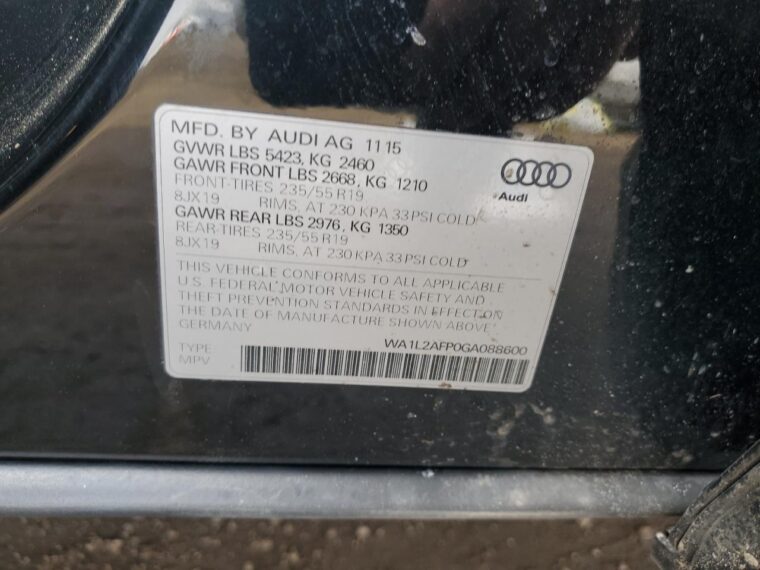 MFD. BY AUDI AG 11 15
GVWR LBS 5423, KG 2460
GAWR FRONT LBS 2668, KG 1210
FRONT-TIRES 235/55 R19
8JX19 RIMS, AT 230 KPA 33 PSI COLD
GAWR REAR LBS 2976, KG 1350
REAR-TIRES 235/55 R19
8JX19 RIMS, AT 230 KPA 33 PSI COLD
Audi
THIS VEHICLE CONFORMS TO ALL APPLICABLE
U.S. FEDERAL MOTOR VEHICLE SAFETY AND
THEFT PREVENTION STANDARDS IN EFFECT ON
THE DATE OF MANUFACTURE SHOWN ABOVE
GERMANY
WA1L2AFP0GA088600
TYPE
MPV